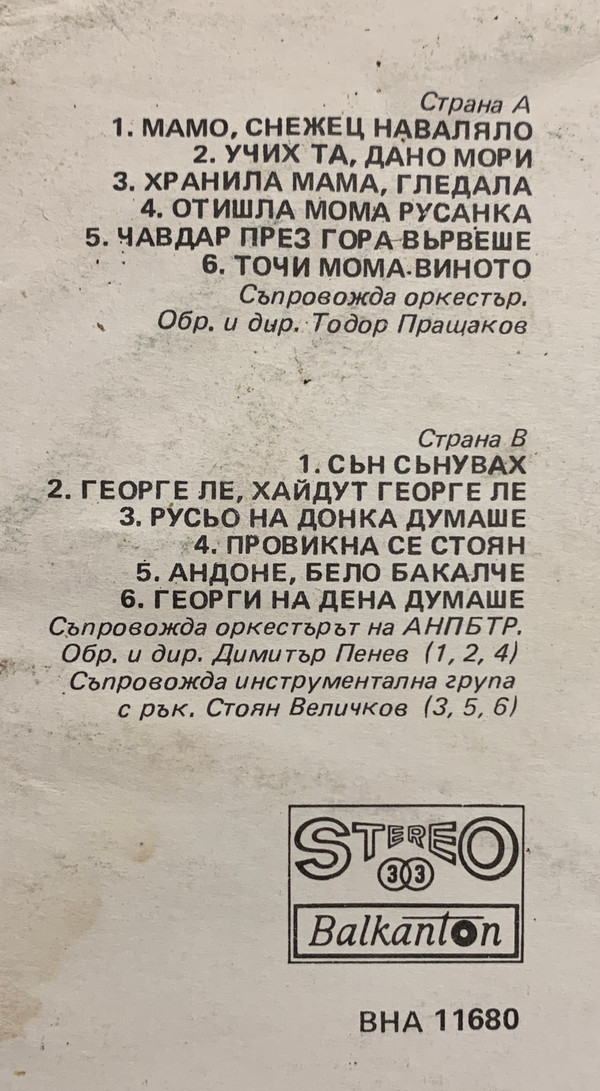 Страна А
1. МАМО, СНЕЖЕЦ НАВАЛЯЛО
2. УЧИХ ТА, ДАНО МОРИ
3. ХРАНИЛА МАМА, ГЛЕДАЛА
4. ОТИШЛА МОМА РУСАНКА
5. ЧАВДАР ПРЕЗ ГОРА ВЪРВЕШЕ
6. ТОЧИ МОМА ВИНОТО
Съпровожда оркестър.
Обр. и дир. Тодор Пращаков
Страна В
1. СЪН СЪНУВАХ
2. ГЕОРГЕ ЛЕ, ХАЙДУТ ГЕОРГЕ ЛЕ
3. РУСЬО НА ДОНКА ДУМАШЕ
4. ПРОВИКНА СЕ СТОЯН
5. АНДОНЕ, БЕЛО БАКАЛЧЕ
6. ГЕОРГИ НА ДЕНА ДУМАШЕ
Съпровожда оркестърът на АНПБТР.
Обр. и дир. Димитър Пенев (1, 2, 4)
Съпровожда инструментална група
с рък. Стоян Величков (3, 5, 6)
STEREO
33
Balkanton
ВНА 11680